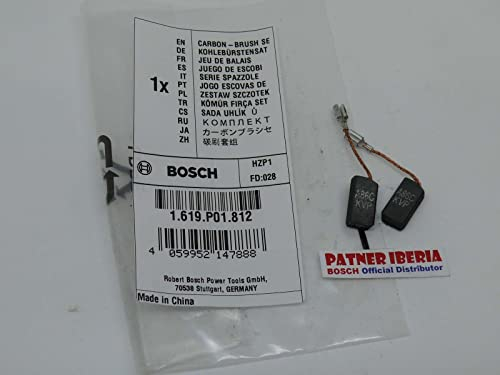 1x
EN CARBON-BRUSH SE
DE KOHLEBÜRSTENSAT
FR JEU DE BALAIS
ES JUEGO DE ESCOBI
IT SERIE SPAZZOLE
PT JOGO ESCOVAS DE
PL ZESTAW SZCZOTEK
TR KÖMÜR FIRÇA SET
CS SADA UHLÍK Ů
RU КОМПЛЕКТ
JA カーボンブラシセ
ZH 碳刷套组
BOSCH
HZP1
FD:028
1.619.P01.812
4 059952 147888
Robert Bosch Power Tools GmbH,
70538 Stuttgart, GERMANY
Made in China
KVP
KVP
PATNER IBERIA
BOSCH Official Distributor